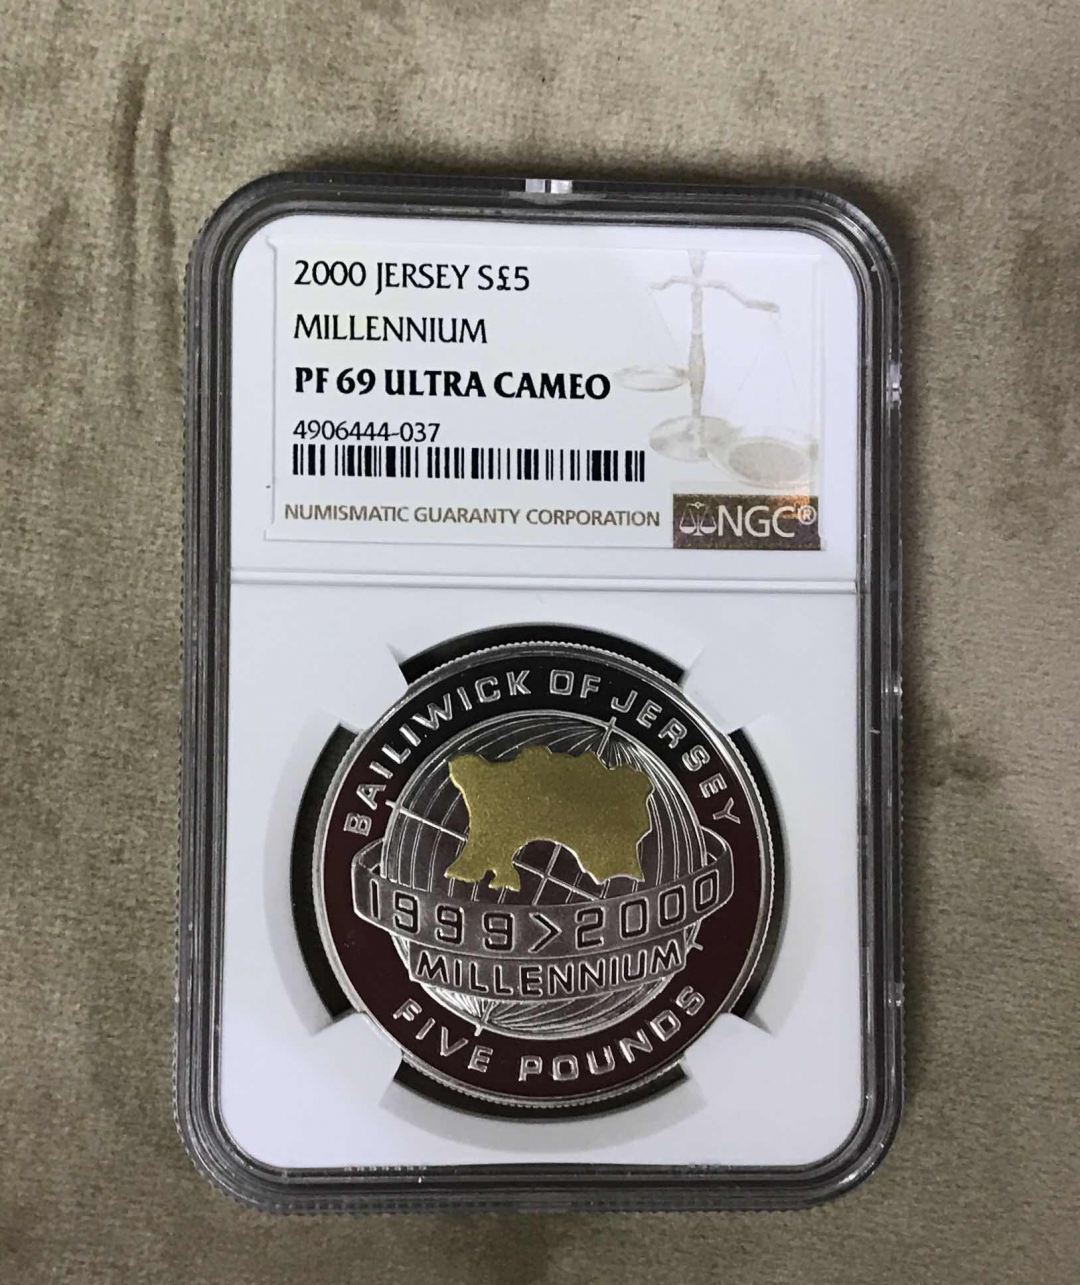 2000 JERSEY S£5
MILLENNIUM
PF 69 ULTRA CAMEO
4906444-037
NUMISMATIC GUARANTY CORPORATION
NGC®
BAILIWICK OF JERSEY
1999>2000
MILLENNIUM
FIVE POUNDS